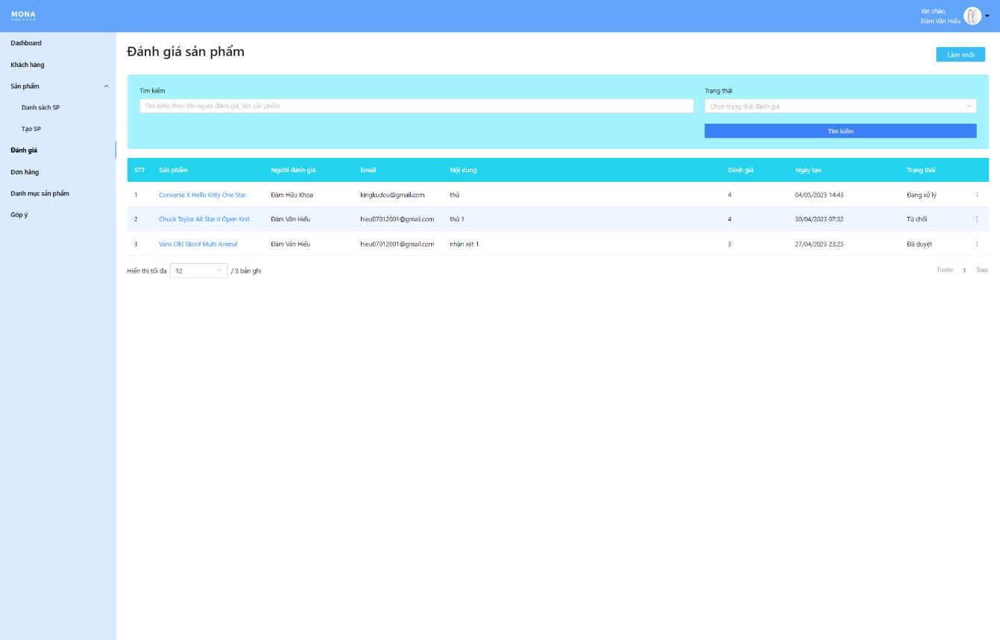 MONA
SNEAKER
Xin chào,
Đàm Văn Hiếu
Dashboard
Khách hàng
Sản phẩm
Danh sách SP
Tạo SP
Đánh giá
Đơn hàng
Danh mục sản phẩm
Góp ý
Đánh giá sản phẩm
Làm mới
Tìm kiếm
Tìm kiếm theo tên người đánh giá, tên sản phẩm
Trạng thái
Chọn trạng thái đánh giá
Tìm kiếm
STT Sản phẩm Người đánh giá Email Nội dung Đánh giá Ngày tạo Trạng thái
1 Converse X Hello Kitty One Star Đàm Hữu Khoa kingkudou@gmail.com thử 4 04/05/2023 14:43 Đang xử lý
2 Chuck Taylor All Star II Open Knit Đàm Văn Hiếu hieu07012001@gmail.com thử 1 4 30/04/2023 07:32 Từ chối
3 Vans Old Skool Multi Animal Đàm Văn Hiếu hieu07012001@gmail.com nhận xét 1 3 27/04/2023 23:25 Đã duyệt
Hiển thị tối đa 12 / 3 bản ghi
Trước 1 Sau